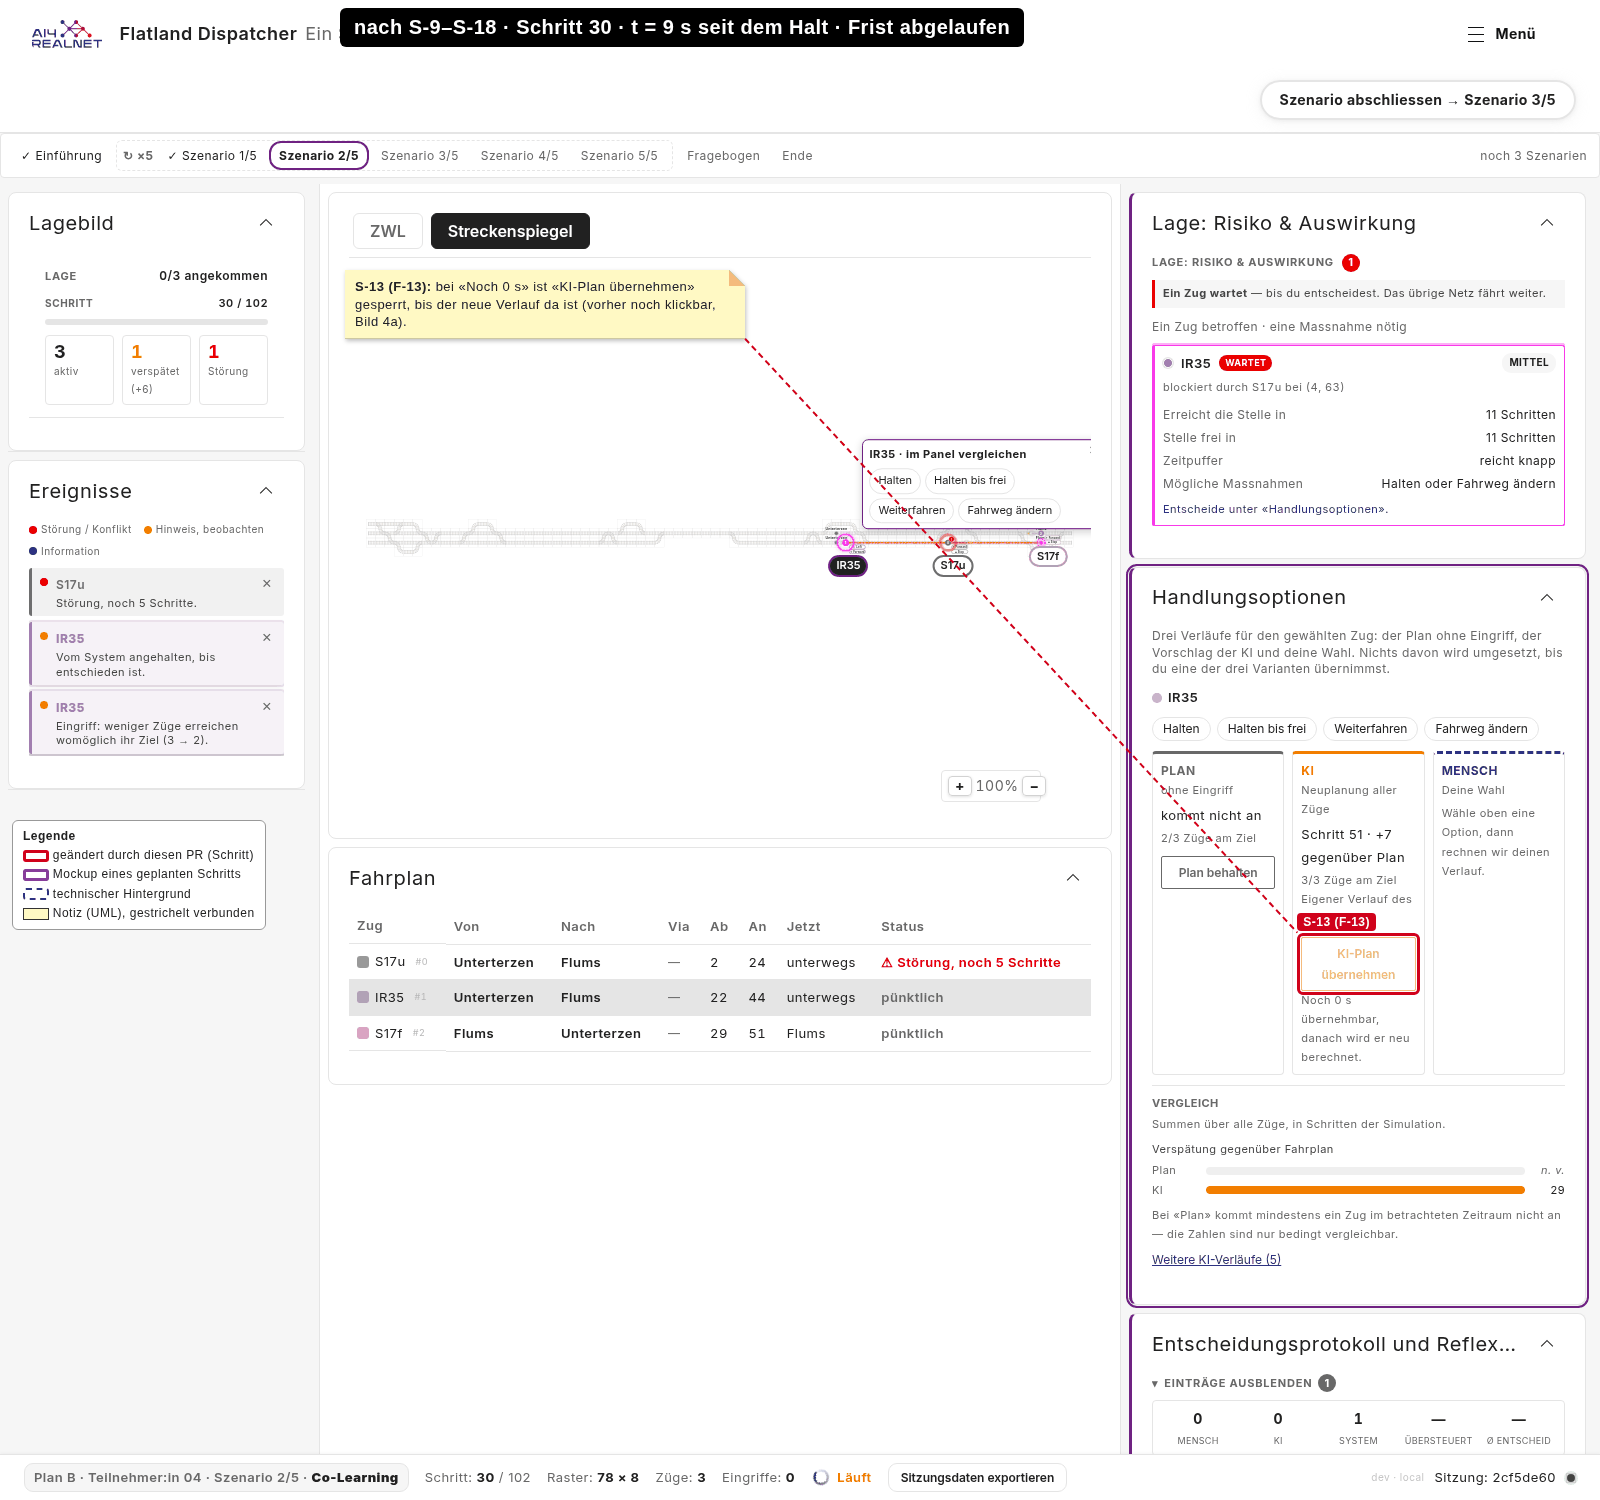 AI4
REALNET
Flatland Dispatcher Ein
nach S-9–S-18 · Schritt 30 · t = 9 s seit dem Halt · Frist abgelaufen
Menü
Szenario abschliessen → Szenario 3/5
✓ Einführung
↻ ×5
✓ Szenario 1/5
Szenario 2/5
Szenario 3/5
Szenario 4/5
Szenario 5/5
Fragebogen
Ende
noch 3 Szenarien
Lagebild
LAGE 0/3 angekommen
SCHRITT 30 / 102
3
aktiv
1
verspätet
(+6)
1
Störung
Ereignisse
Störung / Konflikt
Hinweis, beobachten
Information
S17u ×
Störung, noch 5 Schritte.
IR35 ×
Vom System angehalten, bis
entschieden ist.
IR35 ×
Eingriff: weniger Züge erreichen
womöglich ihr Ziel (3 → 2).
Legende
geändert durch diesen PR (Schritt)
Mockup eines geplanten Schritts
technischer Hintergrund
Notiz (UML), gestrichelt verbunden
ZWL
Streckenspiegel
S-13 (F-13): bei «Noch 0 s» ist «KI-Plan übernehmen»
gesperrt, bis der neue Verlauf da ist (vorher noch klickbar,
Bild 4a).
IR35 · im Panel vergleichen
Halten
Halten bis frei
Weiterfahren
Fahrweg ändern
IR35
S17u
S17f
+ 100% −
Fahrplan
Zug Von Nach Via Ab An Jetzt Status
S17u #0 Unterterzen Flums — 2 24 unterwegs ⚠ Störung, noch 5 Schritte
IR35 #1 Unterterzen Flums — 22 44 unterwegs pünktlich
S17f #2 Flums Unterterzen — 29 51 Flums pünktlich
Lage: Risiko & Auswirkung
LAGE: RISIKO & AUSWIRKUNG 1
Ein Zug wartet — bis du entscheidest. Das übrige Netz fährt weiter.
Ein Zug betroffen · eine Massnahme nötig
IR35 WARTET MITTEL
blockiert durch S17u bei (4, 63)
Erreicht die Stelle in 11 Schritten
Stelle frei in 11 Schritten
Zeitpuffer reicht knapp
Mögliche Massnahmen Halten oder Fahrweg ändern
Entscheide unter «Handlungsoptionen».
Handlungsoptionen
Drei Verläufe für den gewählten Zug: der Plan ohne Eingriff, der
Vorschlag der KI und deine Wahl. Nichts davon wird umgesetzt, bis
du eine der drei Varianten übernimmst.
IR35
Halten
Halten bis frei
Weiterfahren
Fahrweg ändern
PLAN
ohne Eingriff
kommt nicht an
2/3 Züge am Ziel
Plan behalten
KI
Neuplanung aller
Züge
Schritt 51 · +7
gegenüber Plan
3/3 Züge am Ziel
Eigener Verlauf des
S-13 (F-13)
KI-Plan
übernehmen
Noch 0 s
übernehmbar,
danach wird er neu
berechnet.
MENSCH
Deine Wahl
Wähle oben eine
Option, dann
rechnen wir deinen
Verlauf.
VERGLEICH
Summen über alle Züge, in Schritten der Simulation.
Verspätung gegenüber Fahrplan
Plan n. v.
KI 29
Bei «Plan» kommt mindestens ein Zug im betrachteten Zeitraum nicht an
— die Zahlen sind nur bedingt vergleichbar.
Weitere KI-Verläufe (5)
Entscheidungsprotokoll und Reflex...
▾ EINTRÄGE AUSBLENDEN 1
0 0 1 — —
MENSCH KI SYSTEM ÜBERSTEUERT Ø ENTSCHEID
Plan B · Teilnehmer:in 04 · Szenario 2/5 · Co-Learning
Schritt: 30 / 102
Raster: 78 × 8
Züge: 3
Eingriffe: 0
Läuft
Sitzungsdaten exportieren
dev · local
Sitzung: 2cf5de60